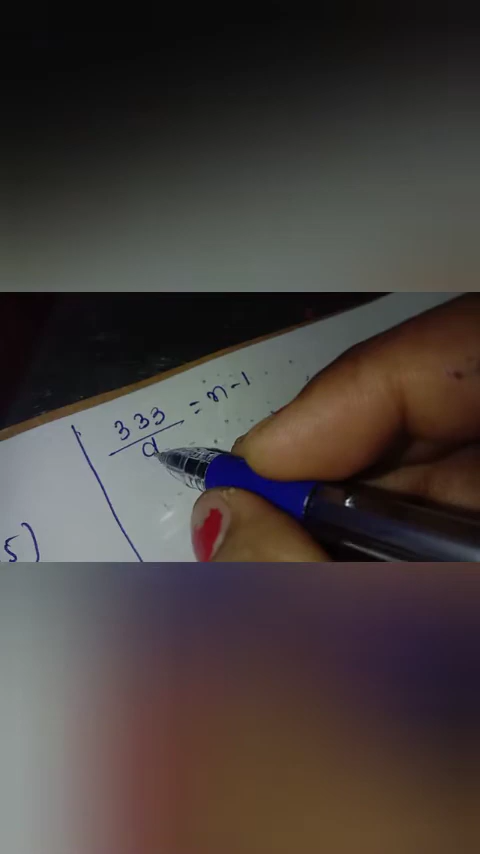 333
d = n-1
5)